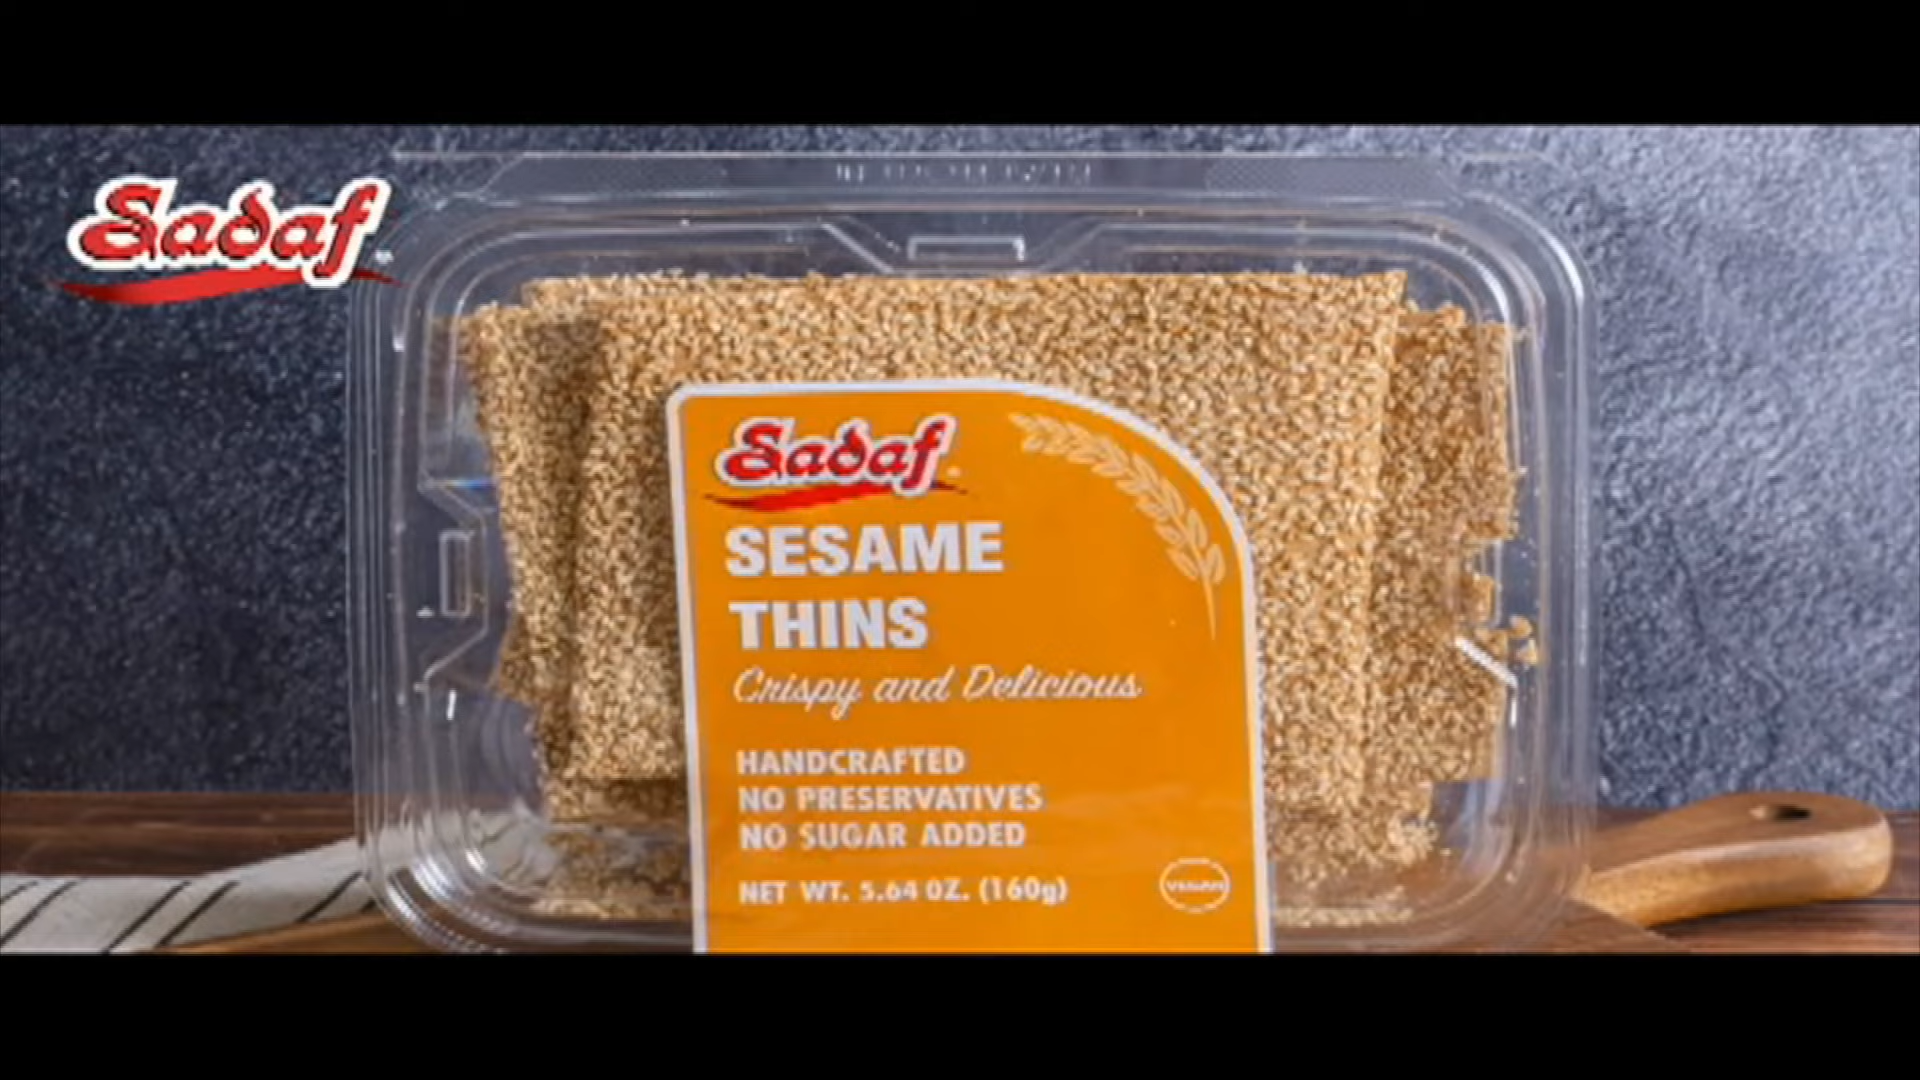 Sadaf
Sadaf
SESAME
THINS
Crispy and Delicious
HANDCRAFTED
NO PRESERVATIVES
NO SUGAR ADDED
NET WT. 5.64 OZ. (160g)
VEGAN